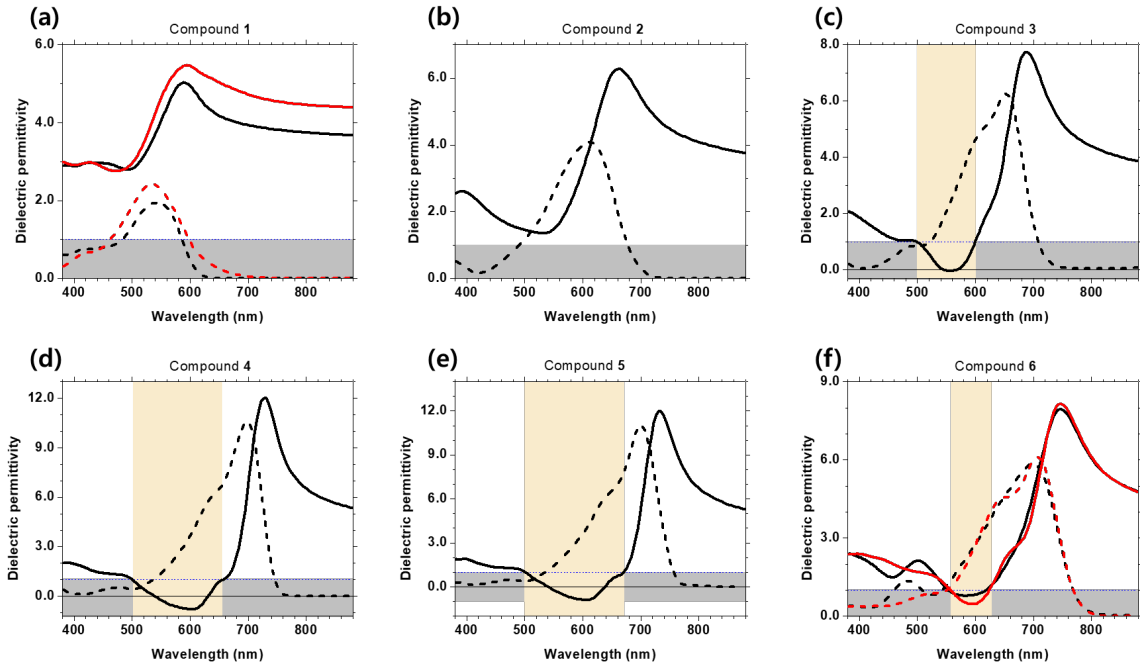 (a)
Compound 1
Dielectric permittivity
6.0
4.0
2.0
0.0
400 500 600 700 800
Wavelength (nm)
(b)
Compound 2
Dielectric permittivity
6.0
4.0
2.0
0.0
400 500 600 700 800
Wavelength (nm)
(c)
Compound 3
Dielectric permittivity
8.0
6.0
4.0
2.0
0.0
400 500 600 700 800
Wavelength (nm)
(d)
Compound 4
Dielectric permittivity
12.0
9.0
6.0
3.0
0.0
400 500 600 700 800
Wavelength (nm)
(e)
Compound 5
Dielectric permittivity
12.0
9.0
6.0
3.0
0.0
400 500 600 700 800
Wavelength (nm)
(f)
Compound 6
Dielectric permittivity
9.0
6.0
3.0
0.0
400 500 600 700 800
Wavelength (nm)